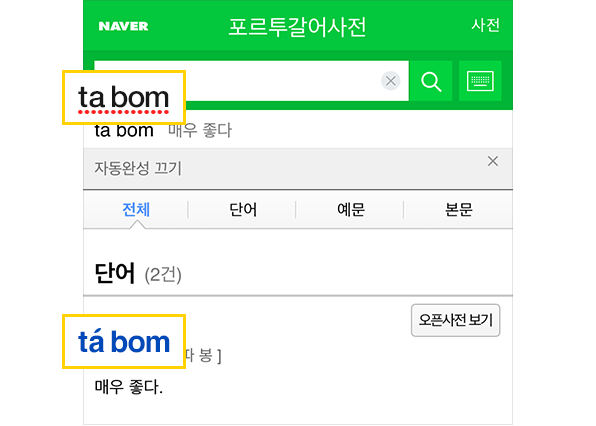 NAVER 포르투갈어사전 사전
ta bom
ta bom 매우 좋다
자동완성 끄기
전체 단어 예문 본문
단어 (2건)
오픈사전 보기
tá bom
봉 ]
매우 좋다.